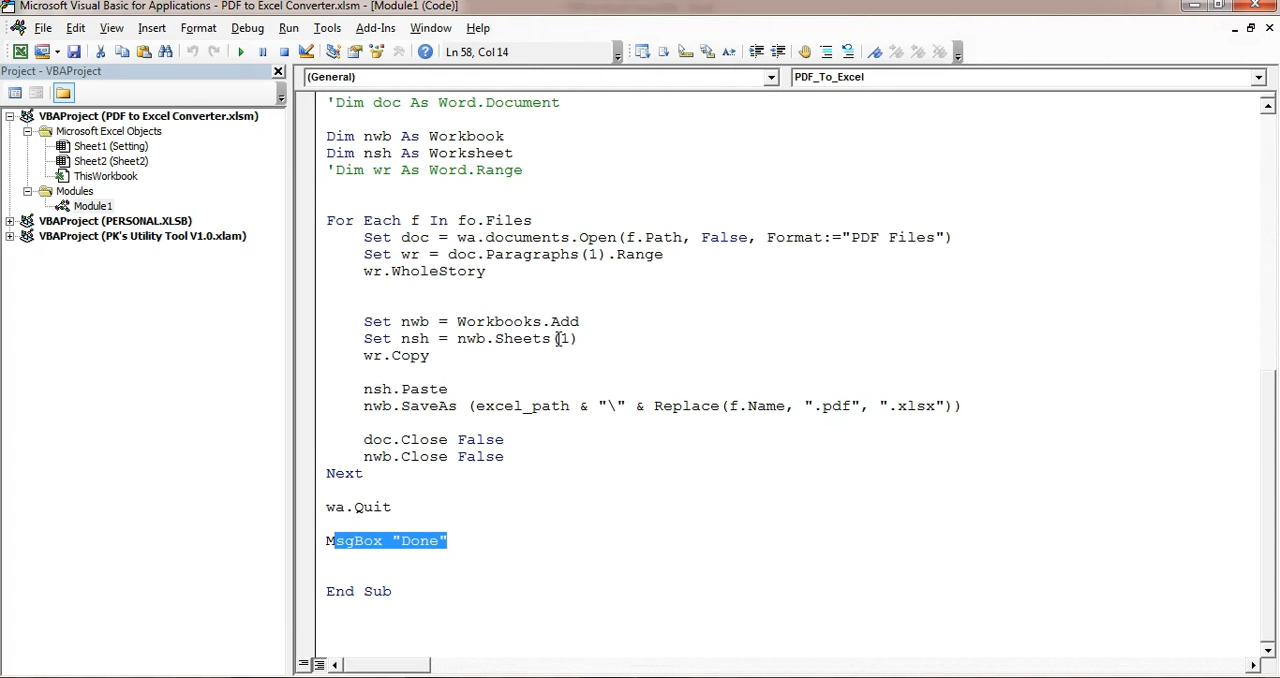 Microsoft Visual Basic for Applications - PDF to Excel Converter.xlsm - [Module1 (Code)]
File Edit View Insert Format Debug Run Tools Add-Ins Window Help
Ln 58, Col 14
Project - VBAProject
(General)
PDF_To_Excel
VBAProject (PDF to Excel Converter.xlsm)
Microsoft Excel Objects
Sheet1 (Setting)
Sheet2 (Sheet2)
ThisWorkbook
Modules
Module1
VBAProject (PERSONAL.XLSB)
VBAProject (PK's Utility Tool V1.0.xlam)
'Dim doc As Word.Document
Dim nwb As Workbook
Dim nsh As Worksheet
'Dim wr As Word.Range
For Each f In fo.Files
Set doc = wa.documents.Open(f.Path, False, Format:="PDF Files")
Set wr = doc.Paragraphs(1).Range
wr.WholeStory
Set nwb = Workbooks.Add
Set nsh = nwb.Sheets(1)
wr.Copy
nsh.Paste
nwb.SaveAs (excel_path & "\" & Replace(f.Name, ".pdf", ".xlsx"))
doc.Close False
nwb.Close False
Next
wa.Quit
MsgBox "Done"
End Sub